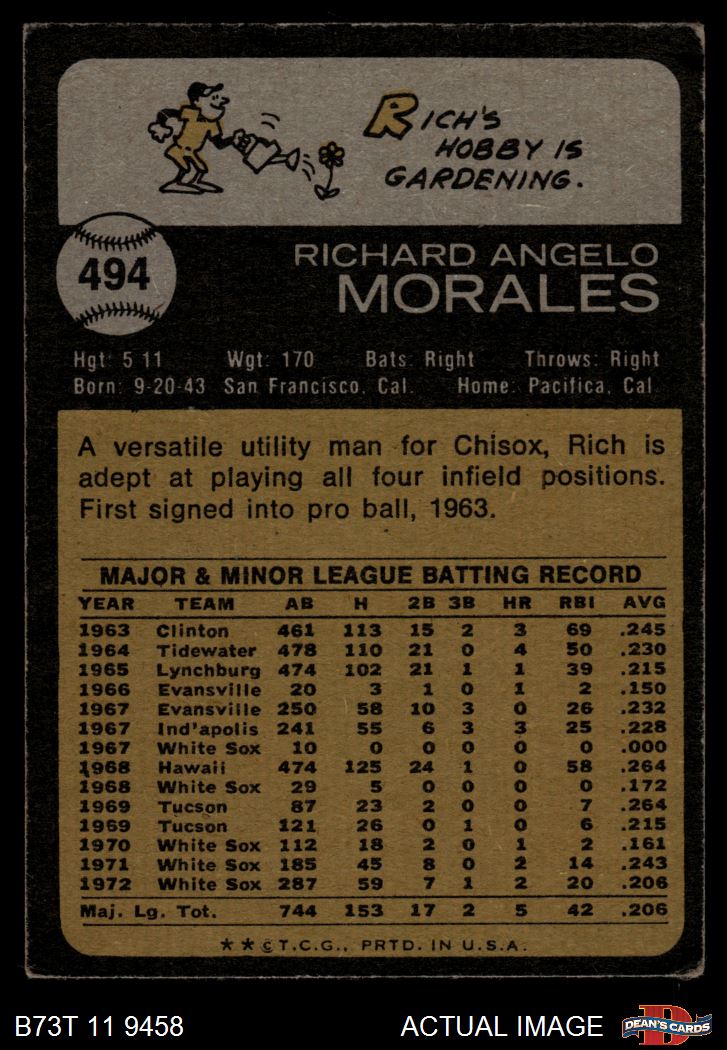 RICH'S
HOBBY IS
GARDENING.
494
RICHARD ANGELO
MORALES
Hgt: 5 11 Wgt: 170 Bats: Right Throws: Right
Born: 9-20-43 San Francisco, Cal. Home: Pacifica, Cal.
A versatile utility man for Chisox, Rich is
adept at playing all four infield positions.
First signed into pro ball, 1963.
MAJOR & MINOR LEAGUE BATTING RECORD
YEAR TEAM AB H 2B 3B HR RBI AVG
1963 Clinton 461 113 15 2 3 69 .245
1964 Tidewater 478 110 21 0 4 50 .230
1965 Lynchburg 474 102 21 1 1 39 .215
1966 Evansville 20 3 1 0 1 2 .150
1967 Evansville 250 58 10 3 0 26 .232
1967 Ind'apolis 241 55 6 3 3 25 .228
1967 White Sox 10 0 0 0 0 0 .000
1968 Hawaii 474 125 24 1 0 58 .264
1968 White Sox 29 5 0 0 0 0 .172
1969 Tucson 87 23 2 0 0 7 .264
1969 Tucson 121 26 0 1 0 6 .215
1970 White Sox 112 18 2 0 1 2 .161
1971 White Sox 185 45 8 0 2 14 .243
1972 White Sox 287 59 7 1 2 20 .206
Maj. Lg. Tot. 744 153 17 2 5 42 .206
★★© T.C.G., PRTD. IN U.S.A.
B73T 11 9458 ACTUAL IMAGE
D
DEAN'S CARDS